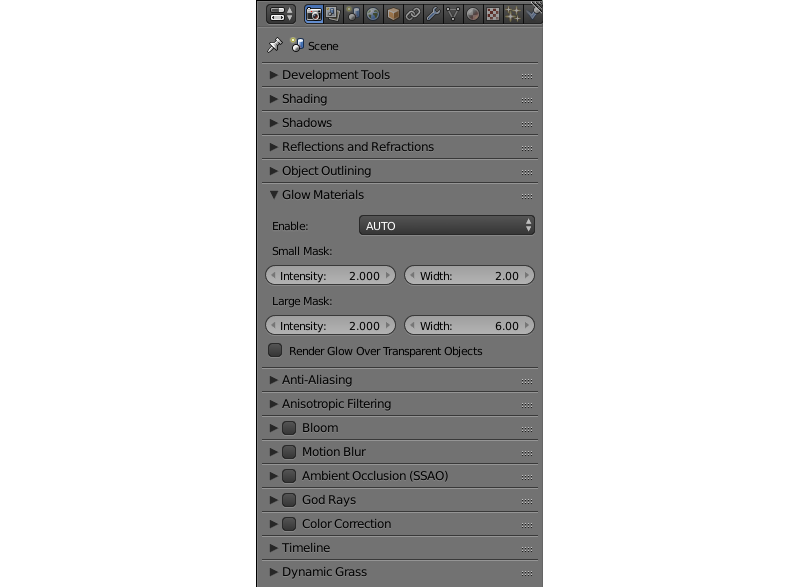 Scene
Development Tools
Shading
Shadows
Reflections and Refractions
Object Outlining
Glow Materials
Enable: AUTO
Small Mask:
Intensity: 2.000 Width: 2.00
Large Mask:
Intensity: 2.000 Width: 6.00
Render Glow Over Transparent Objects
Anti-Aliasing
Anisotropic Filtering
Bloom
Motion Blur
Ambient Occlusion (SSAO)
God Rays
Color Correction
Timeline
Dynamic Grass